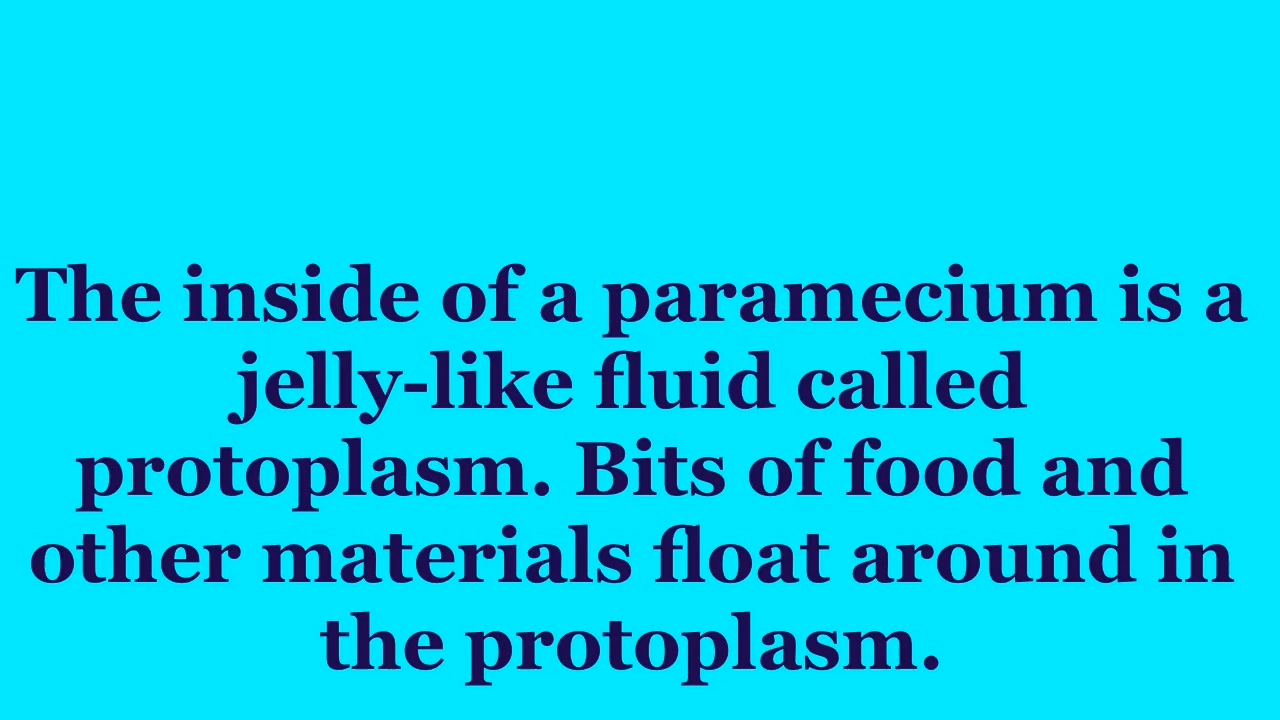 The inside of a paramecium is a
jelly-like fluid called
protoplasm. Bits of food and
other materials float around in
the protoplasm.